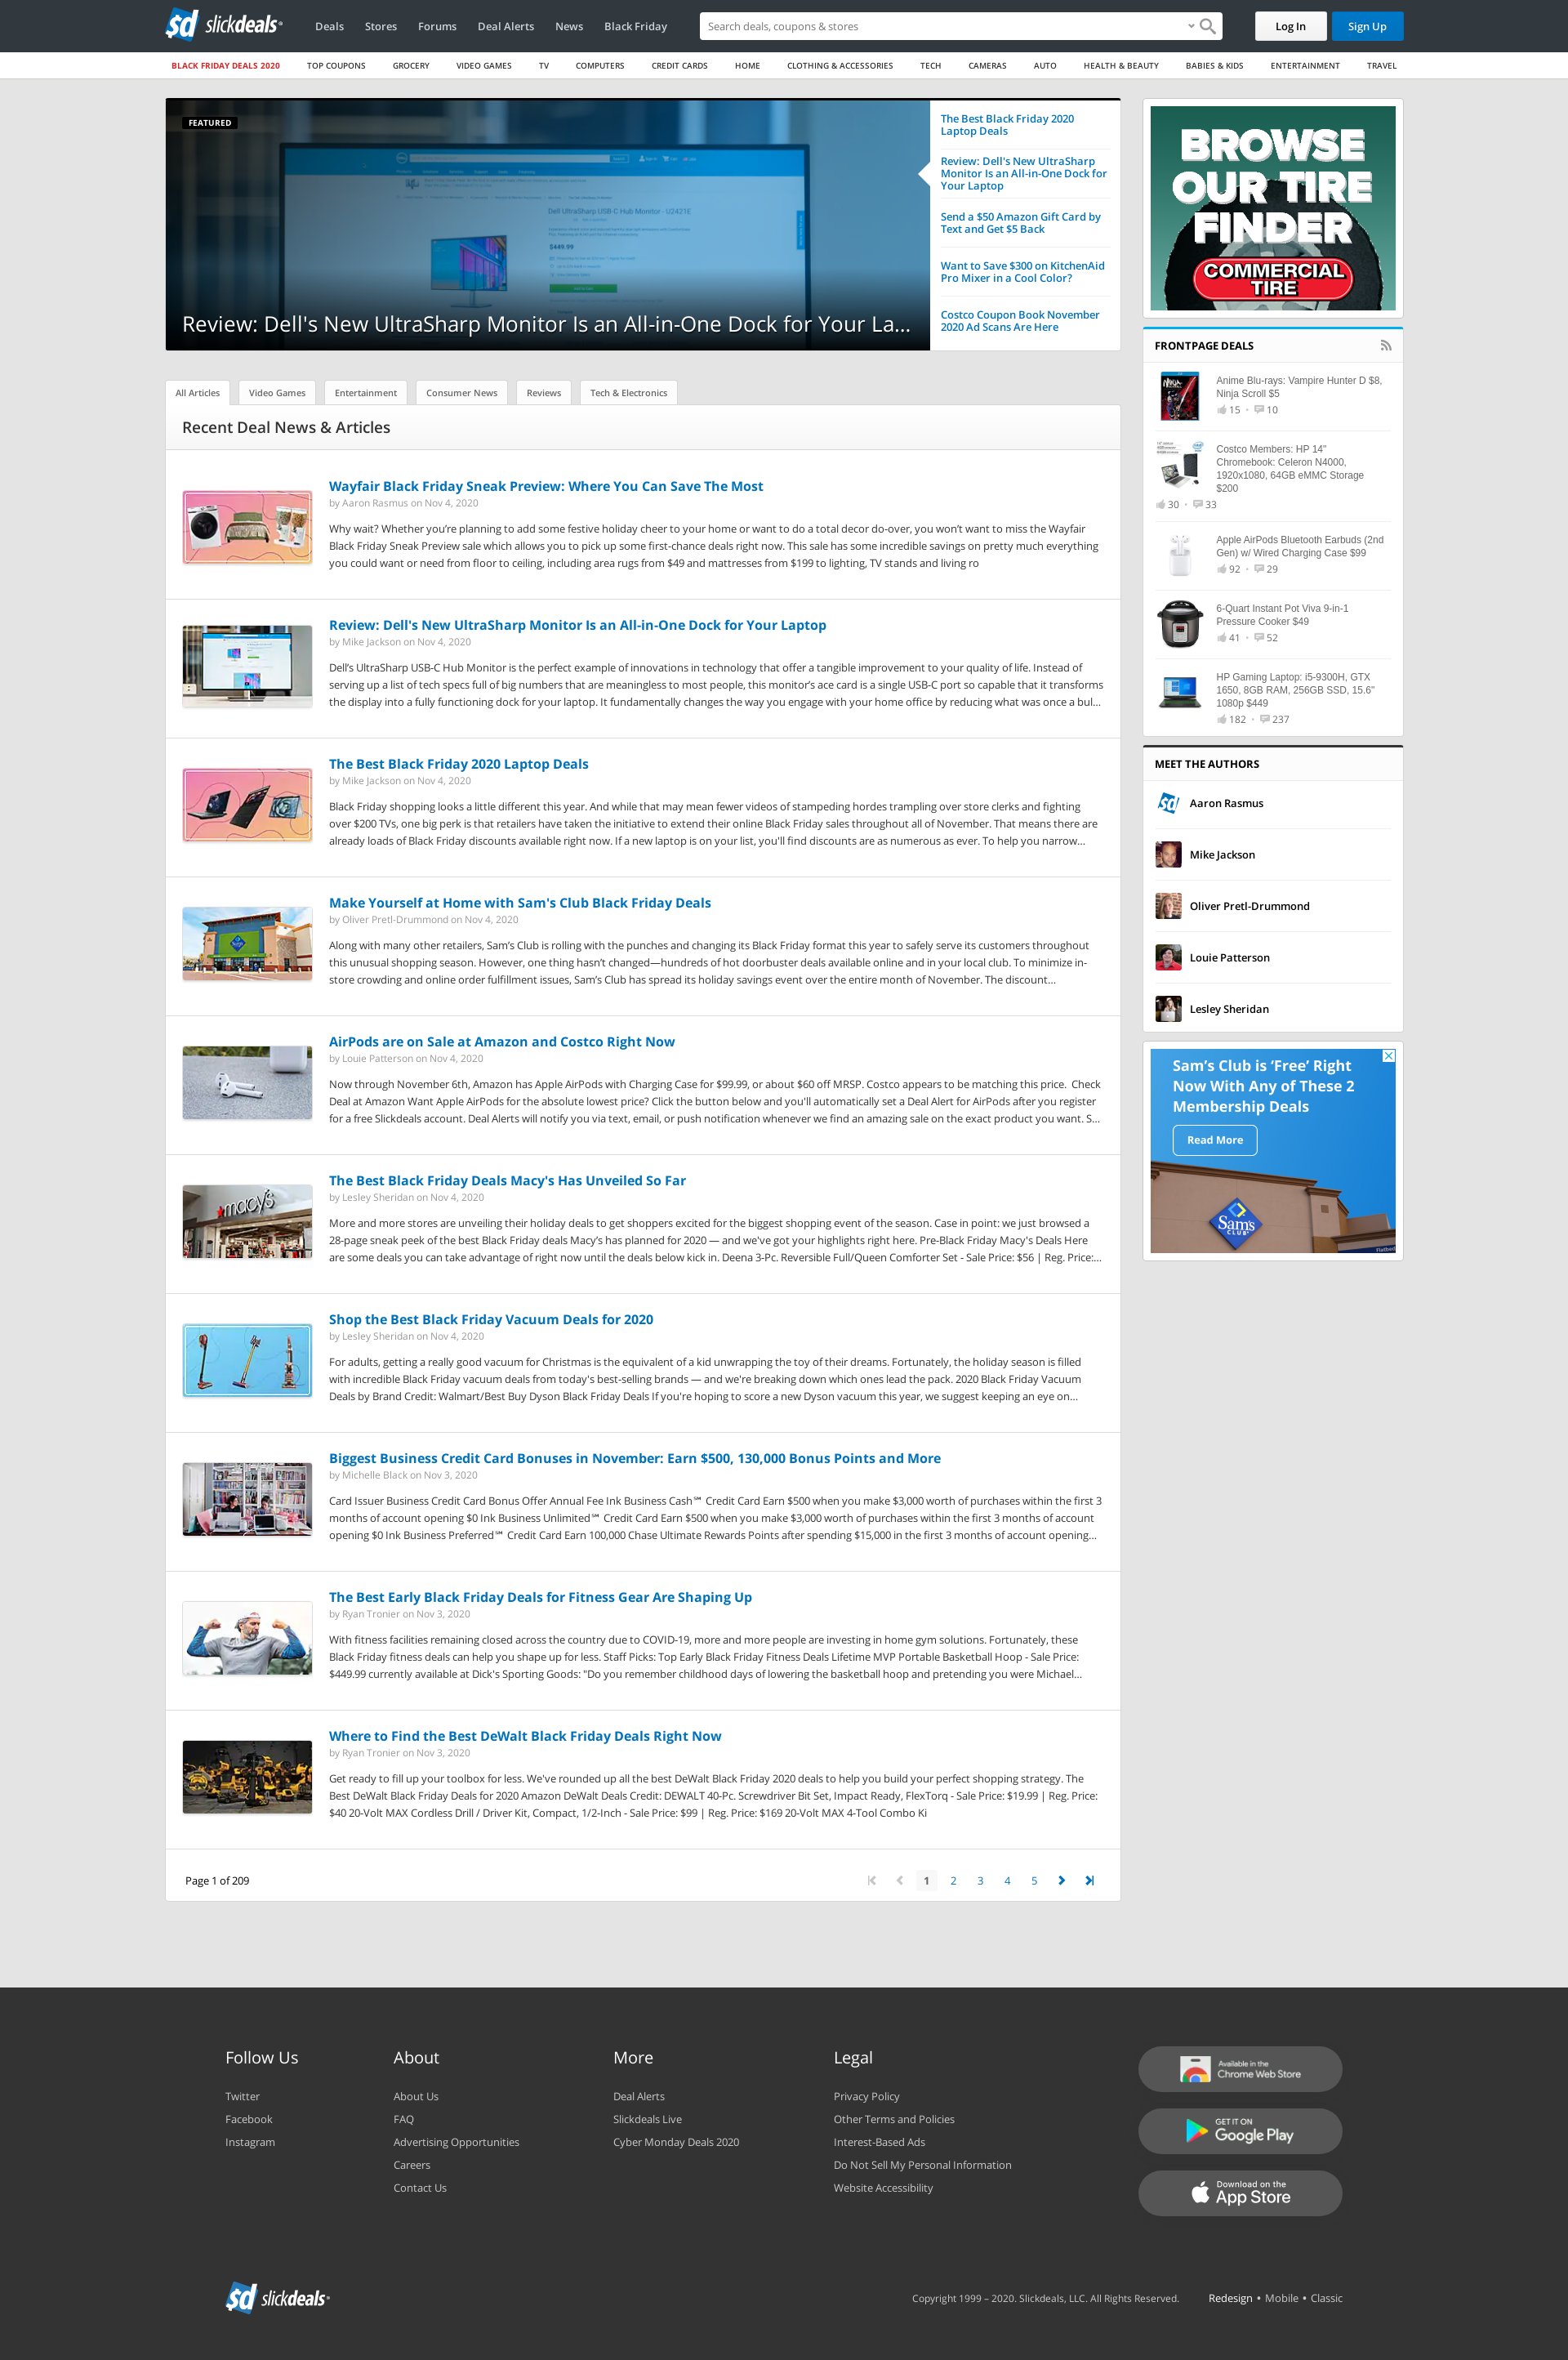 sd slickdeals
Deals Stores Forums Deal Alerts News Black Friday
Search deals, coupons & stores
Log In
Sign Up
BLACK FRIDAY DEALS 2020 TOP COUPONS GROCERY VIDEO GAMES TV COMPUTERS CREDIT CARDS HOME CLOTHING & ACCESSORIES TECH CAMERAS AUTO HEALTH & BEAUTY BABIES & KIDS ENTERTAINMENT TRAVEL
FEATURED
Dell UltraSharp USB-C Hub Monitor - U2421E
$449.99
Review: Dell's New UltraSharp Monitor Is an All-in-One Dock for Your La...
The Best Black Friday 2020
Laptop Deals
Review: Dell's New UltraSharp
Monitor Is an All-in-One Dock for
Your Laptop
Send a $50 Amazon Gift Card by
Text and Get $5 Back
Want to Save $300 on KitchenAid
Pro Mixer in a Cool Color?
Costco Coupon Book November
2020 Ad Scans Are Here
All Articles
Video Games
Entertainment
Consumer News
Reviews
Tech & Electronics
Recent Deal News & Articles
Wayfair Black Friday Sneak Preview: Where You Can Save The Most
by Aaron Rasmus on Nov 4, 2020
Why wait? Whether you’re planning to add some festive holiday cheer to your home or want to do a total decor do-over, you won’t want to miss the Wayfair
Black Friday Sneak Preview sale which allows you to pick up some first-chance deals right now. This sale has some incredible savings on pretty much everything
you could want or need from floor to ceiling, including area rugs from $49 and mattresses from $199 to lighting, TV stands and living ro
Review: Dell's New UltraSharp Monitor Is an All-in-One Dock for Your Laptop
by Mike Jackson on Nov 4, 2020
Dell’s UltraSharp USB-C Hub Monitor is the perfect example of innovations in technology that offer a tangible improvement to your quality of life. Instead of
serving up a list of tech specs full of big numbers that are meaningless to most people, this monitor’s ace card is a single USB-C port so capable that it transforms
the display into a fully functioning dock for your laptop. It fundamentally changes the way you engage with your home office by reducing what was once a bul...
The Best Black Friday 2020 Laptop Deals
by Mike Jackson on Nov 4, 2020
Black Friday shopping looks a little different this year. And while that may mean fewer videos of stampeding hordes trampling over store clerks and fighting
over $200 TVs, one big perk is that retailers have taken the initiative to extend their online Black Friday sales throughout all of November. That means there are
already loads of Black Friday discounts available right now. If a new laptop is on your list, you'll find discounts are as numerous as ever. To help you narrow...
Make Yourself at Home with Sam's Club Black Friday Deals
by Oliver Pretl-Drummond on Nov 4, 2020
Along with many other retailers, Sam’s Club is rolling with the punches and changing its Black Friday format this year to safely serve its customers throughout
this unusual shopping season. However, one thing hasn’t changed—hundreds of hot doorbuster deals available online and in your local club. To minimize in-
store crowding and online order fulfillment issues, Sam’s Club has spread its holiday savings event over the entire month of November. The discount...
AirPods are on Sale at Amazon and Costco Right Now
by Louie Patterson on Nov 4, 2020
Now through November 6th, Amazon has Apple AirPods with Charging Case for $99.99, or about $60 off MRSP. Costco appears to be matching this price.  Check
Deal at Amazon Want Apple AirPods for the absolute lowest price? Click the button below and you'll automatically set a Deal Alert for AirPods after you register
for a free Slickdeals account. Deal Alerts will notify you via text, email, or push notification whenever we find an amazing sale on the exact product you want. S...
macy's
The Best Black Friday Deals Macy's Has Unveiled So Far
by Lesley Sheridan on Nov 4, 2020
More and more stores are unveiling their holiday deals to get shoppers excited for the biggest shopping event of the season. Case in point: we just browsed a
28-page sneak peek of the best Black Friday deals Macy’s has planned for 2020 — and we've got your highlights right here. Pre-Black Friday Macy's Deals Here
are some deals you can take advantage of right now until the deals below kick in. Deena 3-Pc. Reversible Full/Queen Comforter Set - Sale Price: $56 | Reg. Price:...
Shop the Best Black Friday Vacuum Deals for 2020
by Lesley Sheridan on Nov 4, 2020
For adults, getting a really good vacuum for Christmas is the equivalent of a kid unwrapping the toy of their dreams. Fortunately, the holiday season is filled
with incredible Black Friday vacuum deals from today's best-selling brands — and we're breaking down which ones lead the pack. 2020 Black Friday Vacuum
Deals by Brand Credit: Walmart/Best Buy Dyson Black Friday Deals If you're hoping to score a new Dyson vacuum this year, we suggest keeping an eye on...
Biggest Business Credit Card Bonuses in November: Earn $500, 130,000 Bonus Points and More
by Michelle Black on Nov 3, 2020
Card Issuer Business Credit Card Bonus Offer Annual Fee Ink Business Cash℠ Credit Card Earn $500 when you make $3,000 worth of purchases within the first 3
months of account opening $0 Ink Business Unlimited℠ Credit Card Earn $500 when you make $3,000 worth of purchases within the first 3 months of account
opening $0 Ink Business Preferred℠ Credit Card Earn 100,000 Chase Ultimate Rewards Points after spending $15,000 in the first 3 months of account opening...
The Best Early Black Friday Deals for Fitness Gear Are Shaping Up
by Ryan Tronier on Nov 3, 2020
With fitness facilities remaining closed across the country due to COVID-19, more and more people are investing in home gym solutions. Fortunately, these
Black Friday fitness deals can help you shape up for less. Staff Picks: Top Early Black Friday Fitness Deals Lifetime MVP Portable Basketball Hoop - Sale Price:
$449.99 currently available at Dick's Sporting Goods: "Do you remember childhood days of lowering the basketball hoop and pretending you were Michael...
Where to Find the Best DeWalt Black Friday Deals Right Now
by Ryan Tronier on Nov 3, 2020
Get ready to fill up your toolbox for less. We've rounded up all the best DeWalt Black Friday 2020 deals to help you build your perfect shopping strategy. The
Best DeWalt Black Friday Deals for 2020 Amazon DeWalt Deals Credit: DEWALT 40-Pc. Screwdriver Bit Set, Impact Ready, FlexTorq - Sale Price: $19.99 | Reg. Price:
$40 20-Volt MAX Cordless Drill / Driver Kit, Compact, 1/2-Inch - Sale Price: $99 | Reg. Price: $169 20-Volt MAX 4-Tool Combo Ki
Page 1 of 209
1 2 3 4 5
BROWSE
OUR TIRE
FINDER
COMMERCIAL
TIRE
FRONTPAGE DEALS
Anime Blu-rays: Vampire Hunter D $8,
Ninja Scroll $5
15 • 10
Costco Members: HP 14"
Chromebook: Celeron N4000,
1920x1080, 64GB eMMC Storage
$200
30 • 33
Apple AirPods Bluetooth Earbuds (2nd
Gen) w/ Wired Charging Case $99
92 • 29
6-Quart Instant Pot Viva 9-in-1
Pressure Cooker $49
41 • 52
HP Gaming Laptop: i5-9300H, GTX
1650, 8GB RAM, 256GB SSD, 15.6"
1080p $449
182 • 237
MEET THE AUTHORS
Aaron Rasmus
Mike Jackson
Oliver Pretl-Drummond
Louie Patterson
Lesley Sheridan
Sam’s Club is ‘Free’ Right
Now With Any of These 2
Membership Deals
Read More
Sam's
CLUB
Follow Us
Twitter
Facebook
Instagram
About
About Us
FAQ
Advertising Opportunities
Careers
Contact Us
More
Deal Alerts
Slickdeals Live
Cyber Monday Deals 2020
Legal
Privacy Policy
Other Terms and Policies
Interest-Based Ads
Do Not Sell My Personal Information
Website Accessibility
Available in the
Chrome Web Store
GET IT ON
Google Play
Download on the
App Store
sd slickdeals
Copyright 1999 – 2020. Slickdeals, LLC. All Rights Reserved.
Redesign • Mobile • Classic